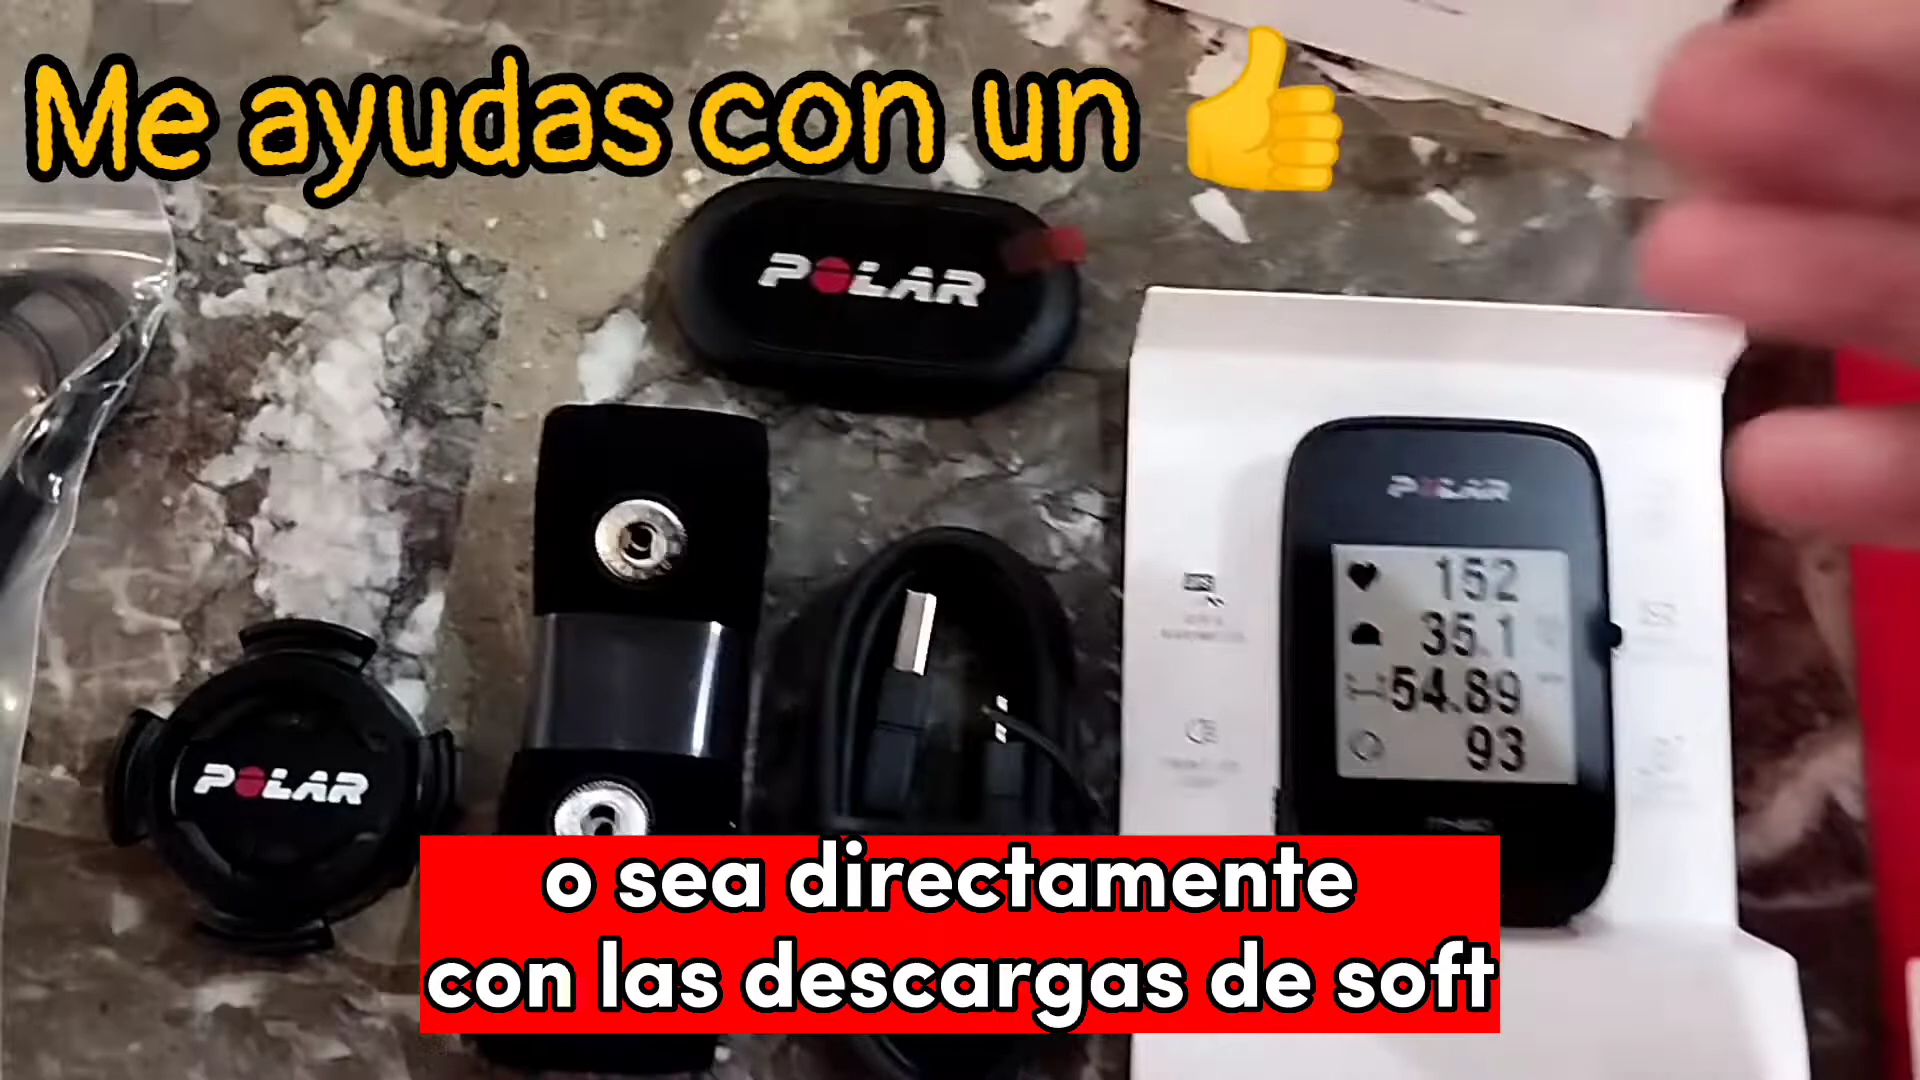 Me ayudas con un 👍
POLAR
POLAR
152
35.1
54.89
93
POLAR
o sea directamente
con las descargas de soft